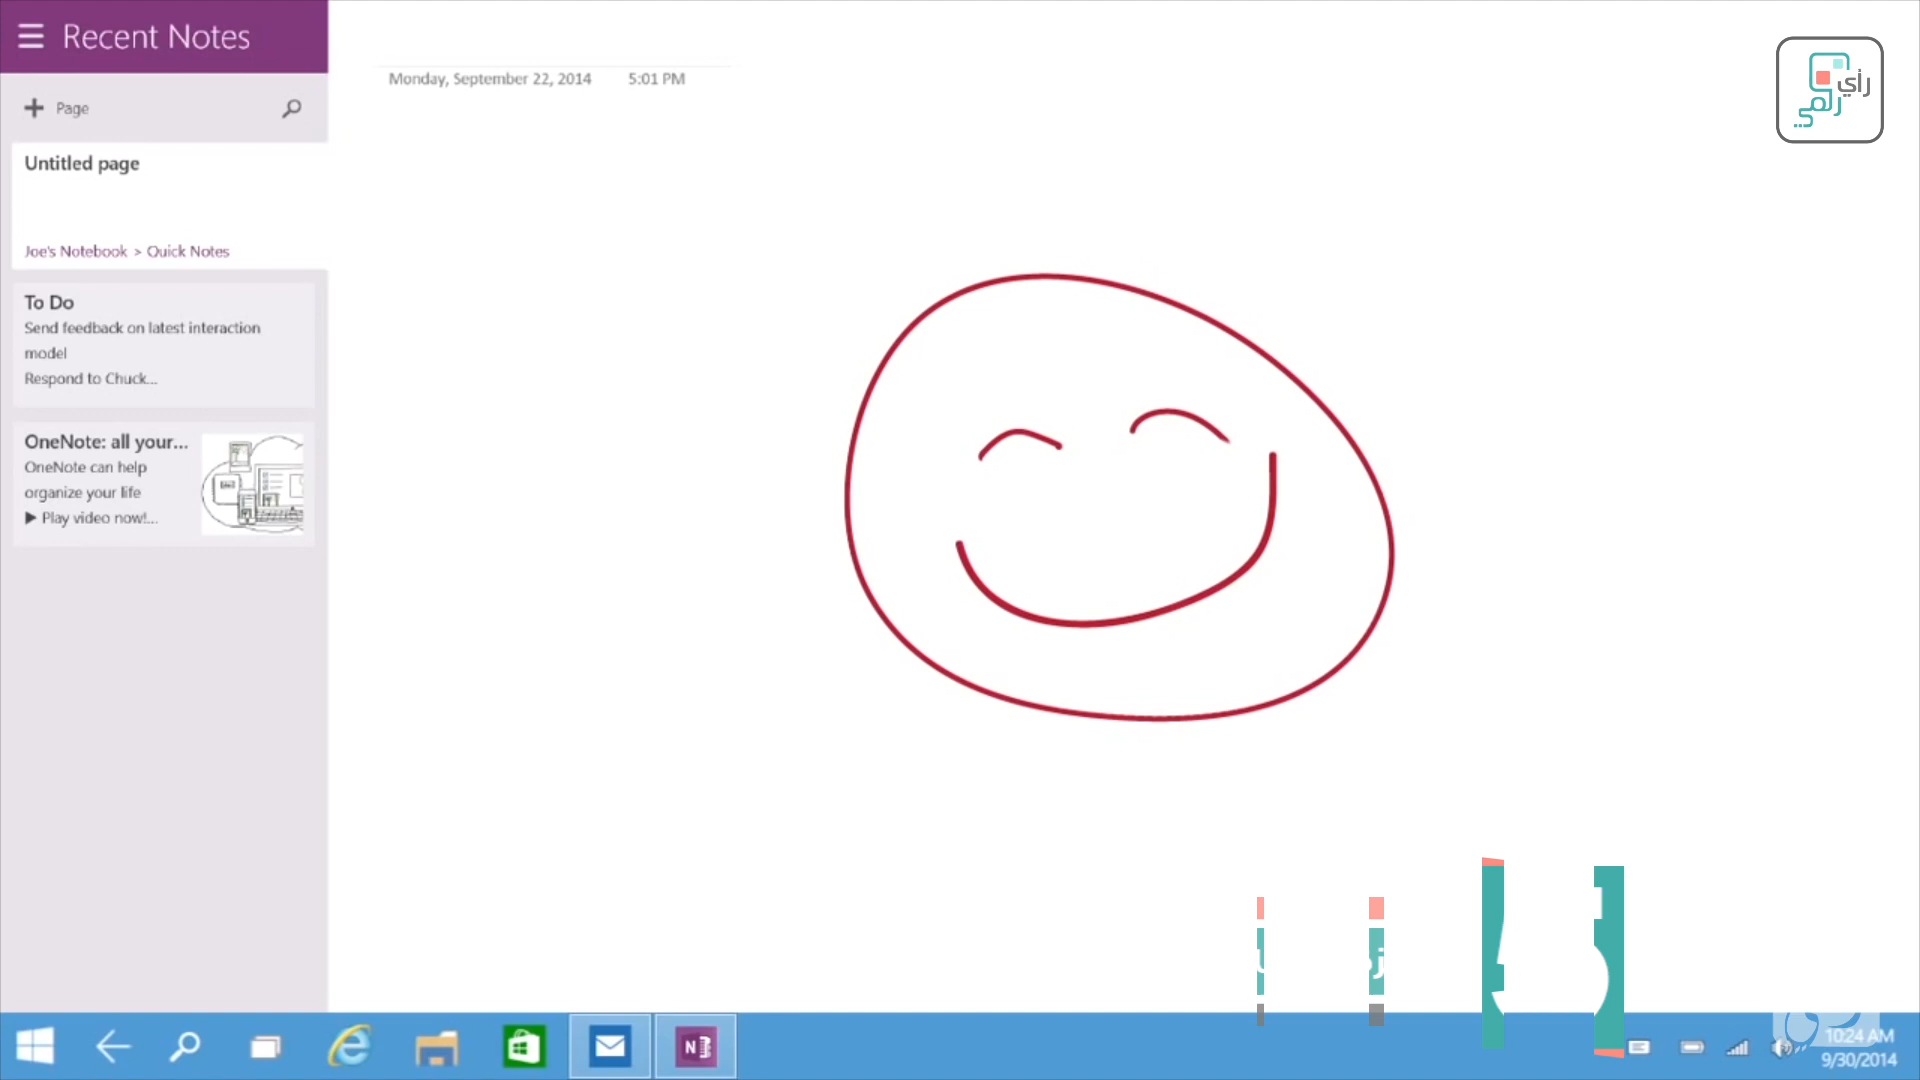 Recent Notes
Page
Untitled page
Joe's Notebook > Quick Notes
To Do
Send feedback on latest interaction
model
Respond to Chuck...
OneNote: all your...
OneNote can help
organize your life
Play video now!...
Monday, September 22, 2014
5:01 PM
رأي
رقمي
5
10:24 AM
9/30/2014